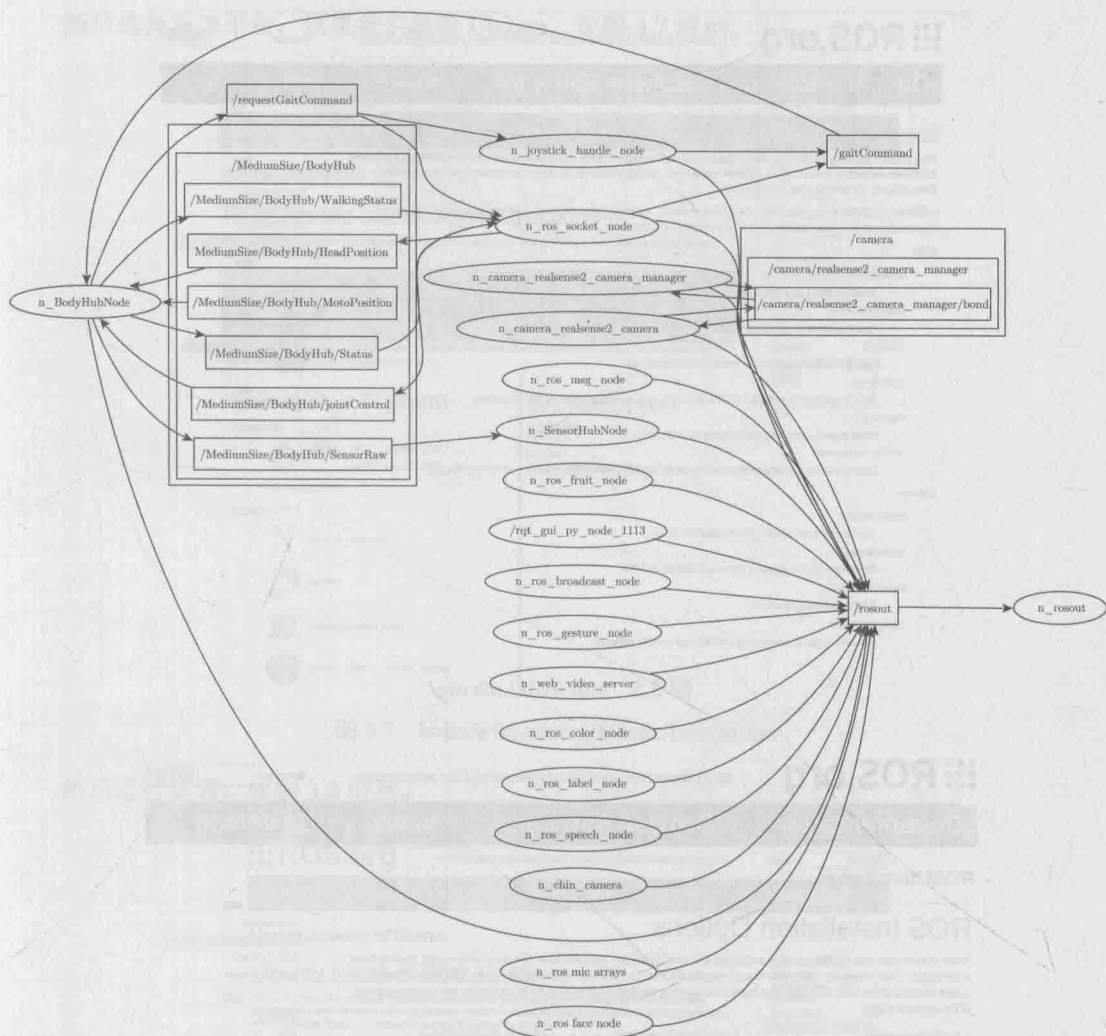 /requestGaitCommand
n_joystick_handle_node
/gaitCommand
/MediumSize/BodyHub
/MediumSize/BodyHub/WalkingStatus
n_ros_socket_node
MediumSize/BodyHub/HeadPosition
/camera
/camera/realsense2_camera_manager
n_camera_realsense2_camera_manager
n_BodyHubNode
/MediumSize/BodyHub/MotoPosition
/camera/realsense2_camera_manager/bond
n_camera_realsense2_camera
/MediumSize/BodyHub/Status
n_ros_msg_node
/MediumSize/BodyHub/jointControl
n_SensorHubNode
/MediumSize/BodyHub/SensorRaw
n_ros_fruit_node
/rqt_gui_py_node_1113
n_ros_broadcast_node
/rosout
n_rosout
n_ros_gesture_node
n_web_video_server
n_ros_color_node
n_ros_label_node
n_ros_speech_node
n_chin_camera
n_ros mic arrays
n_ros face node